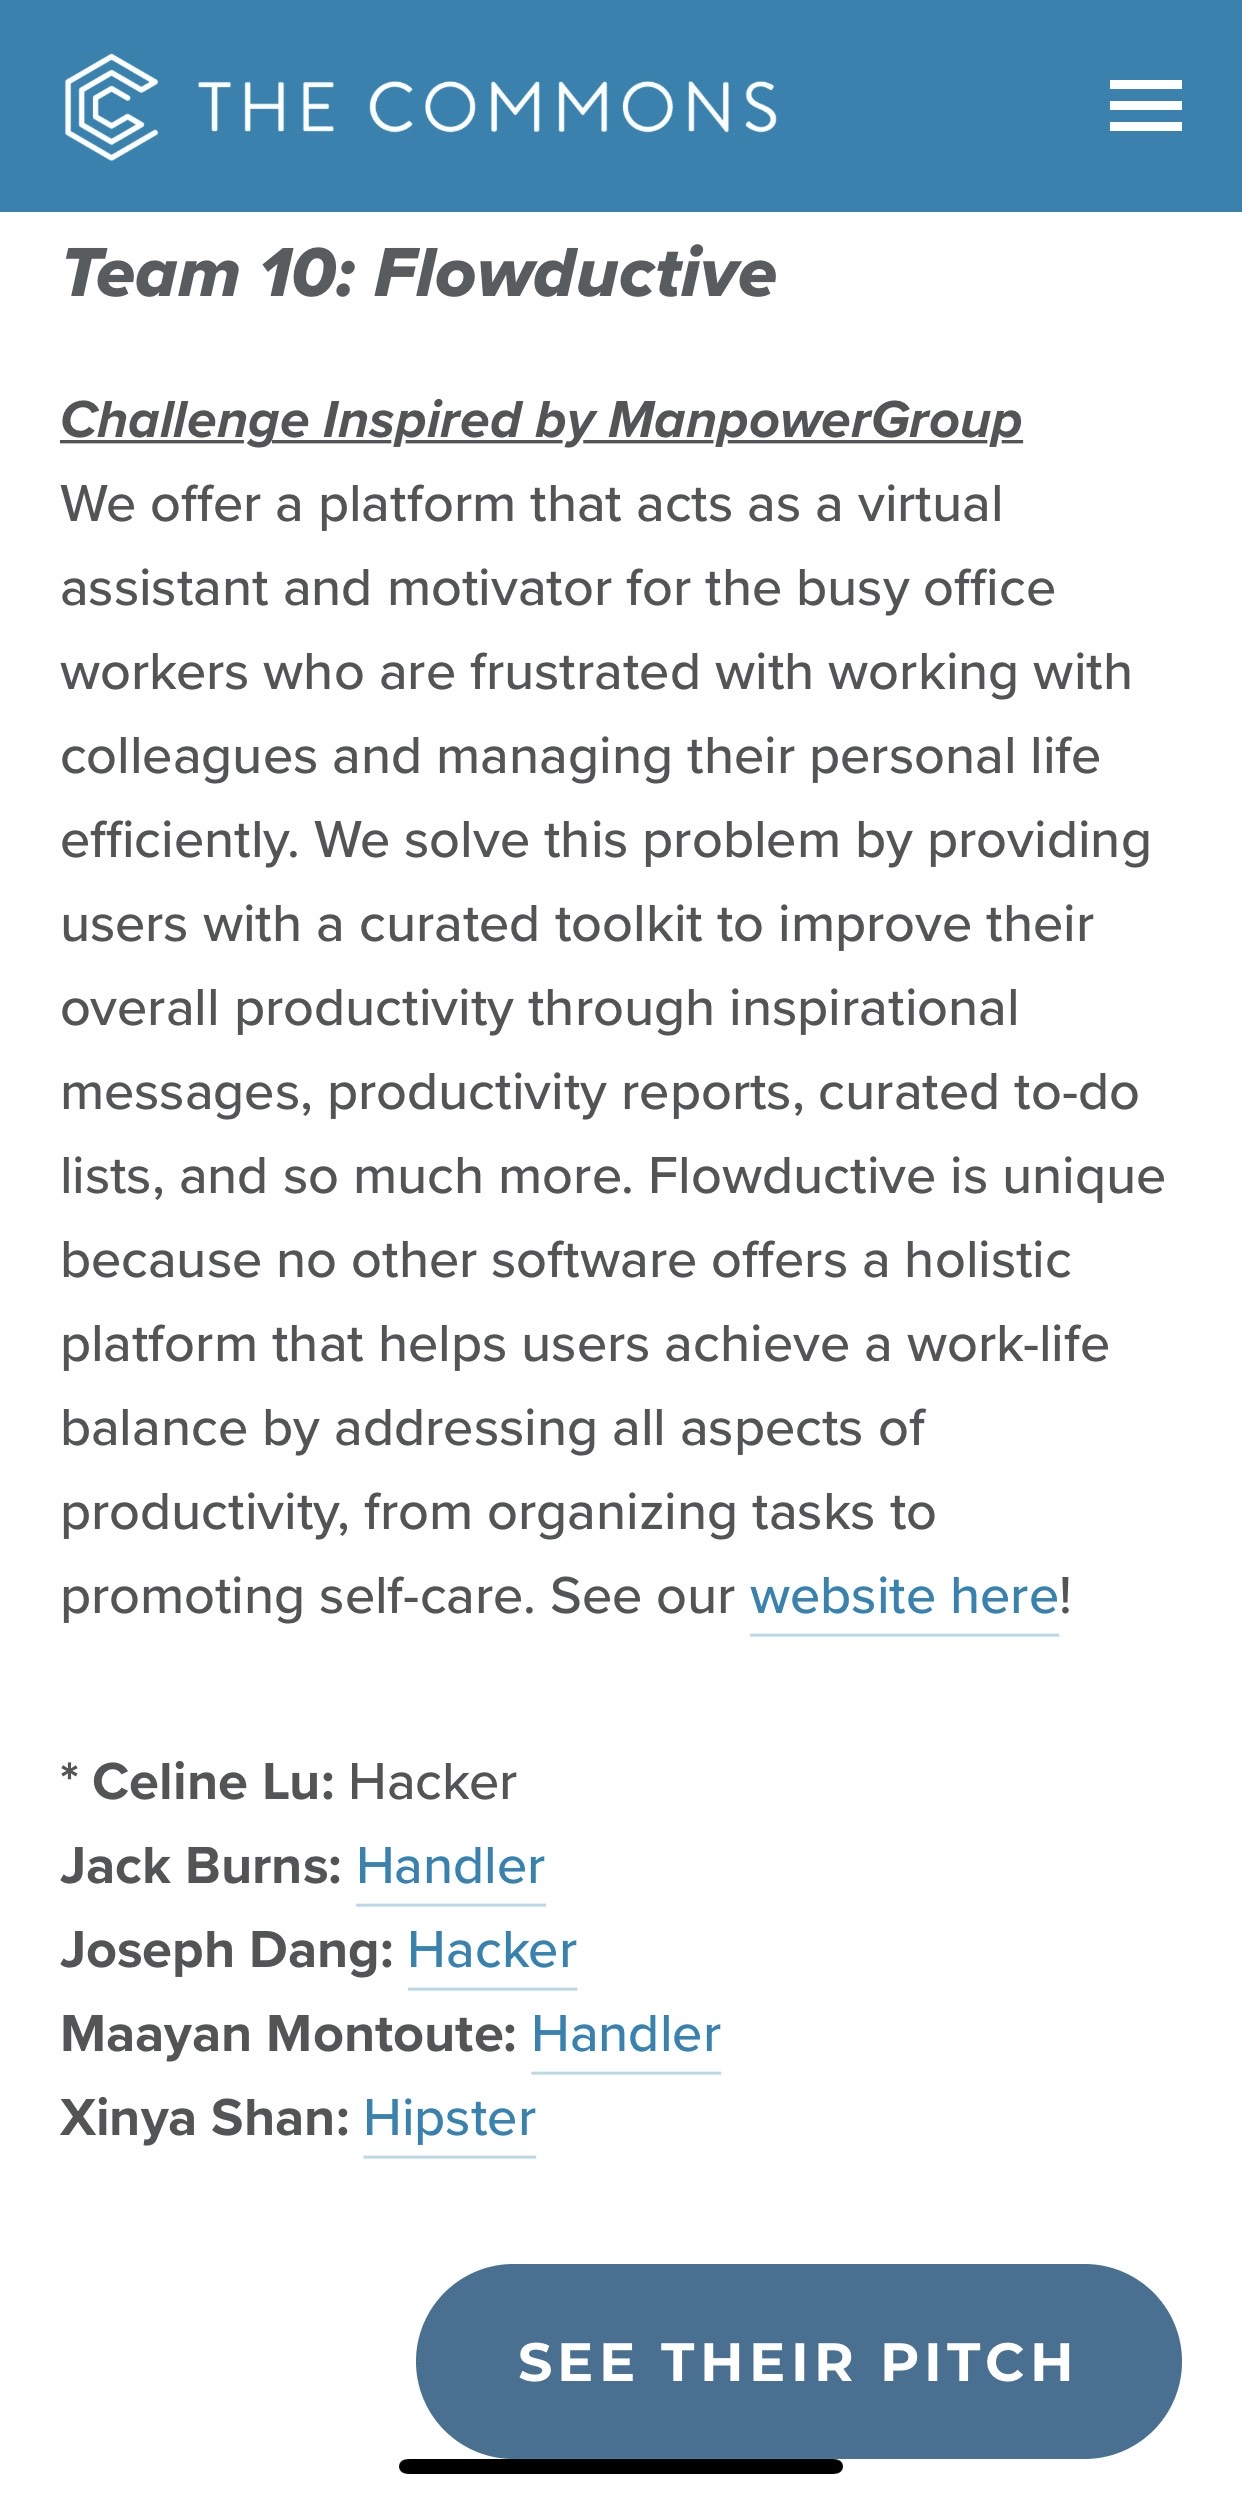 THE COMMONS
Team 10: Flowductive
Challenge Inspired by ManpowerGroup
We offer a platform that acts as a virtual
assistant and motivator for the busy office
workers who are frustrated with working with
colleagues and managing their personal life
efficiently. We solve this problem by providing
users with a curated toolkit to improve their
overall productivity through inspirational
messages, productivity reports, curated to-do
lists, and so much more. Flowductive is unique
because no other software offers a holistic
platform that helps users achieve a work-life
balance by addressing all aspects of
productivity, from organizing tasks to
promoting self-care. See our website here!
* Celine Lu: Hacker
Jack Burns: Handler
Joseph Dang: Hacker
Maayan Montoute: Handler
Xinya Shan: Hipster
SEE THEIR PITCH